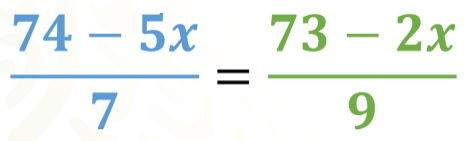 74 − 5x / 7 = 73 − 2x / 9